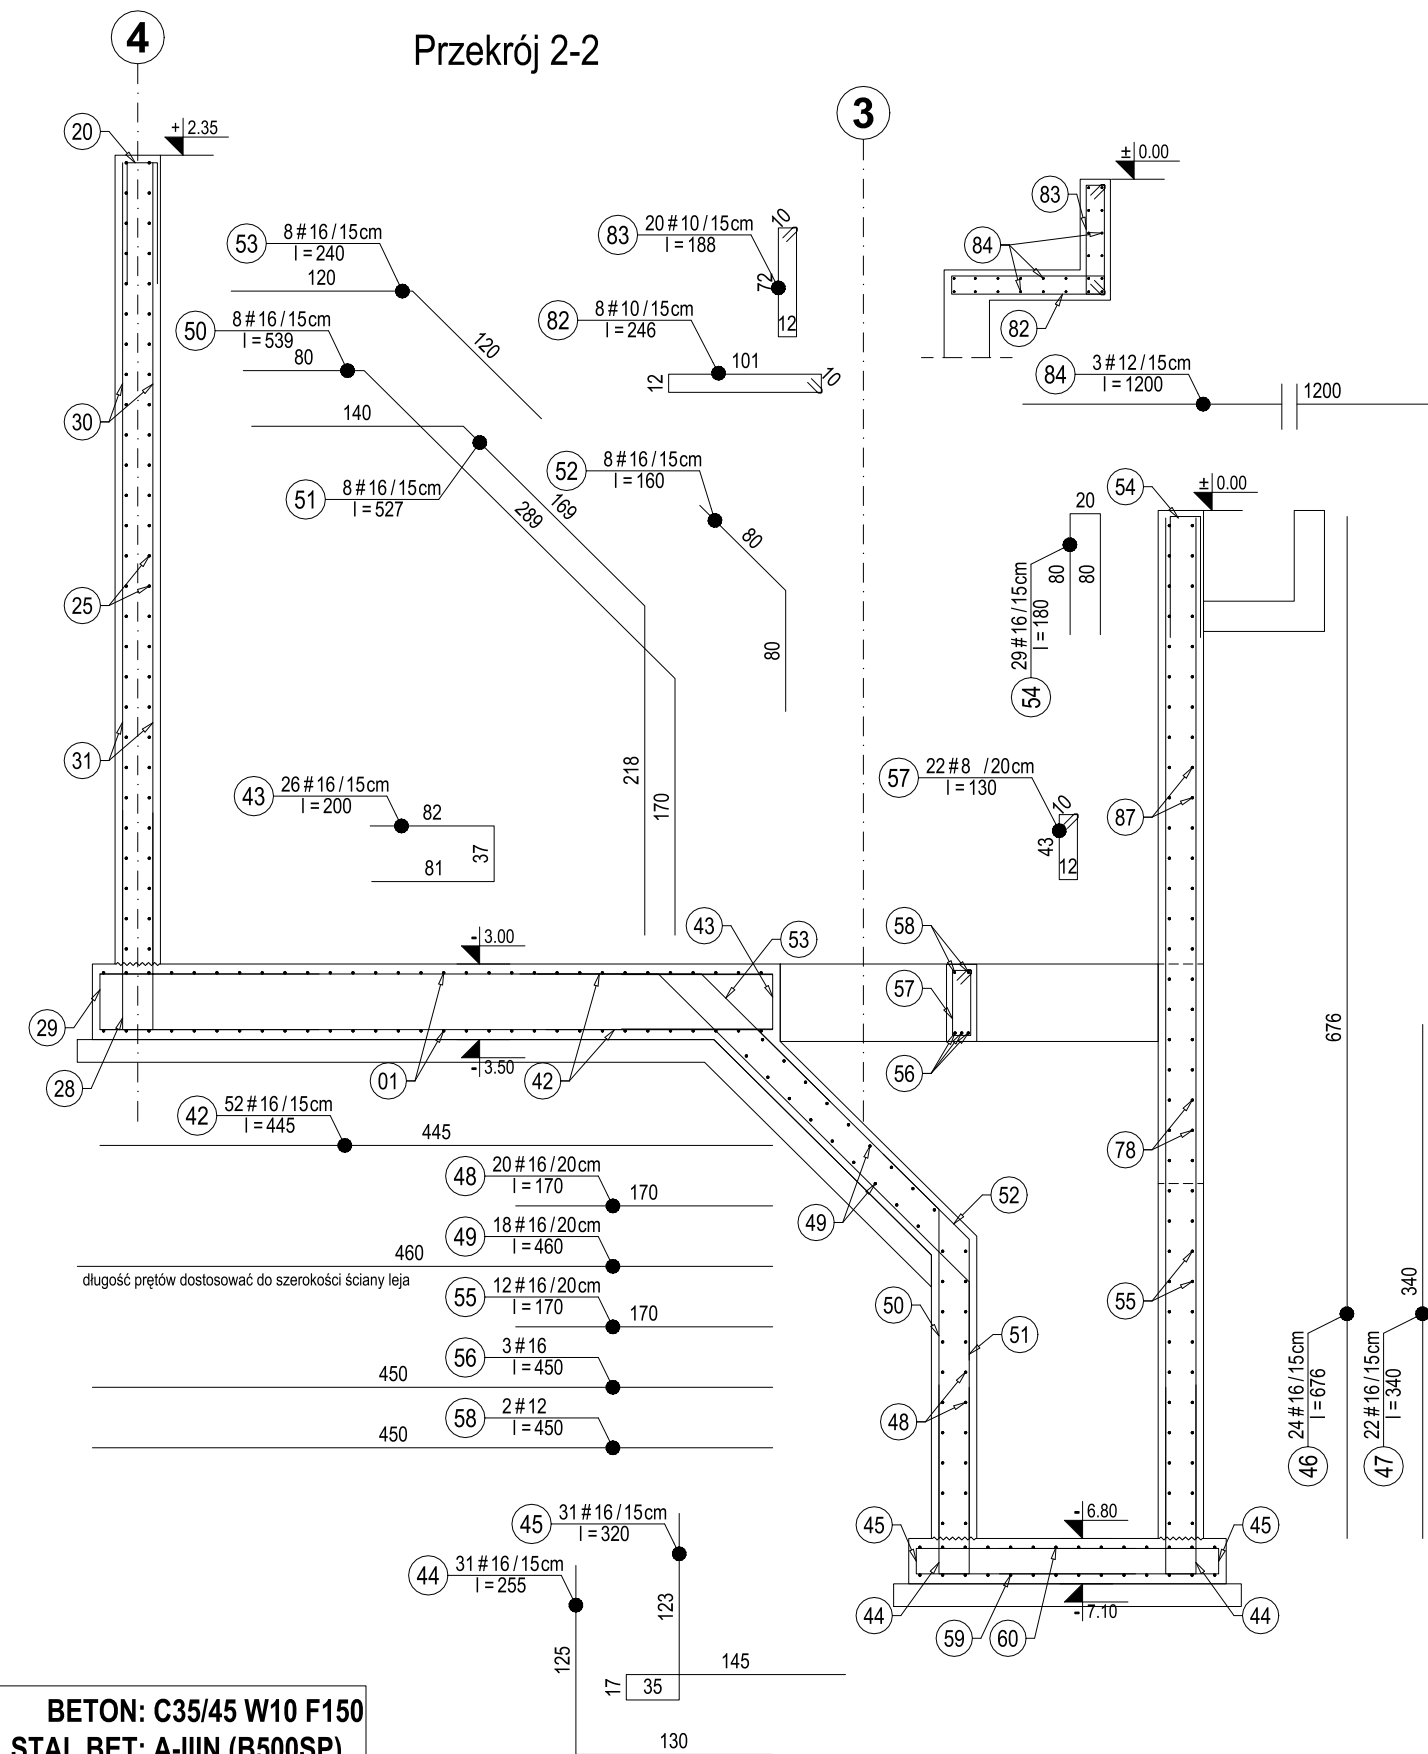 4
Przekrój 2-2
3
20
+ 2.35
± 0.00
83
84
82
53
8 # 16 / 15cm
l = 240
120
120
83
20 # 10 / 15cm
l = 188
10
72
12
50
8 # 16 / 15cm
l = 539
80
289
170
82
8 # 10 / 15cm
l = 246
101
12
10
84
3 # 12 / 15cm
l = 1200
1200
30
140
51
8 # 16 / 15cm
l = 527
169
218
52
8 # 16 / 15cm
l = 160
80
80
54
± 0.00
20
80
80
29 # 16 / 15cm
l = 180
54
25
31
43
26 # 16 / 15cm
l = 200
82
37
81
57
22 # 8 / 20cm
l = 130
10
43
12
87
676
43
53
58
- 3.00
57
29
28
01
42
- 3.50
56
42
52 # 16 / 15cm
l = 445
445
78
48
20 # 16 / 20cm
l = 170
170
52
49
49
18 # 16 / 20cm
l = 460
460
długość prętów dostosować do szerokości ściany leja
55
12 # 16 / 20cm
l = 170
170
50
55
340
51
56
3 # 16
l = 450
450
24 # 16 / 15cm
l = 676
46
22 # 16 / 15cm
l = 340
47
58
2 # 12
l = 450
450
48
45
31 # 16 / 15cm
l = 320
123
145
17
35
45
- 6.80
45
44
31 # 16 / 15cm
l = 255
125
130
44
59
60
- 7.10
44
BETON: C35/45 W10 F150
STAL BET: A-IIIN (B500SP)